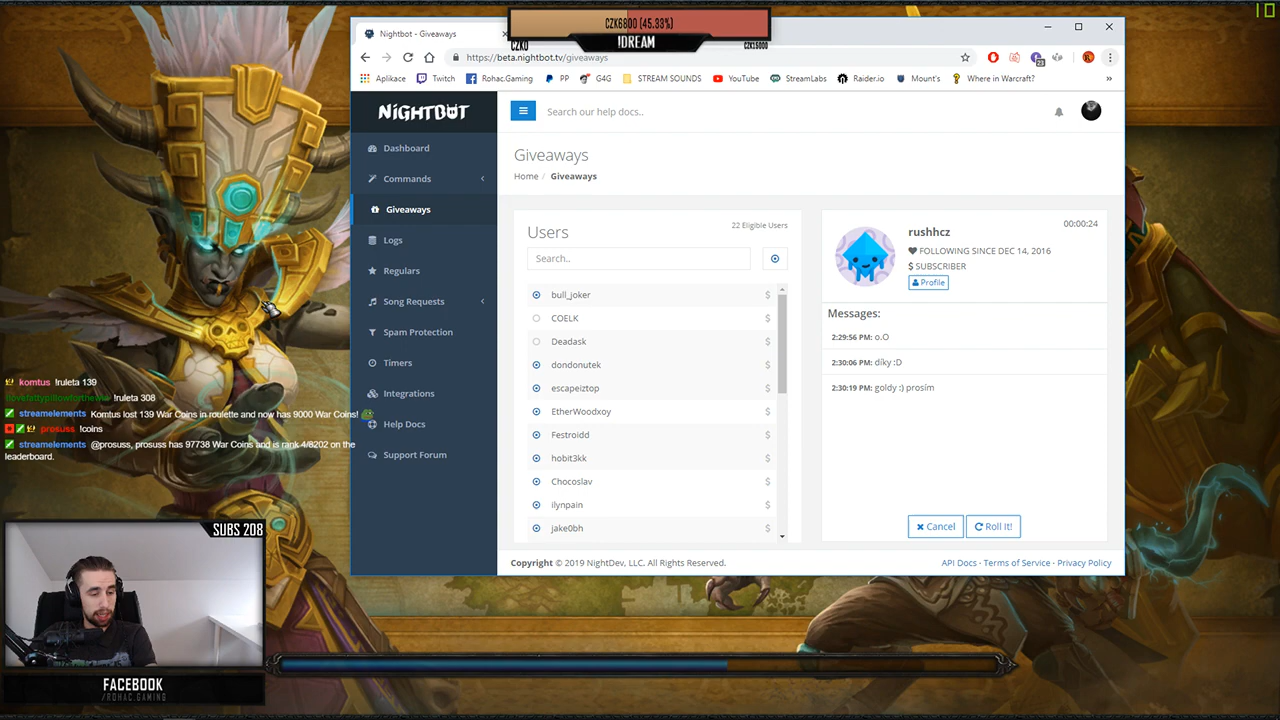 10
CZK6800 (45.33%)
!DREAM
CZK0
CZK15000
Nightbot - Giveaways
https://beta.nightbot.tv/giveaways
23
Aplikace Twitch Rohac.Gaming PP G4G STREAM SOUNDS YouTube StreamLabs Raider.io Mount's Where in Warcraft? »
NIGHTBOT
Search our help docs..
Dashboard
Commands
Giveaways
Logs
Regulars
Song Requests
Spam Protection
Timers
Integrations
Help Docs
Support Forum
Giveaways
Home / Giveaways
Users
22 Eligible Users
Search..
bull_joker $
COELK $
Deadask $
dondonutek $
escapeiztop $
EtherWoodxoy $
Festroidd $
hobit3kk $
Chocoslav $
ilynpain $
jake0bh $
00:00:24
rushhcz
FOLLOWING SINCE DEC 14, 2016
$ SUBSCRIBER
Profile
Messages:
2:29:56 PM: o.O
2:30:06 PM: díky :D
2:30:19 PM: goldy :) prosím
Cancel Roll It!
Copyright © 2019 NightDev, LLC. All Rights Reserved.
API Docs - Terms of Service - Privacy Policy
komtus !ruleta 139
!ruleta 308
streamelements Komtus lost 139 War Coins in roulette and now has 9000 War Coins!
prosuss !coins
streamelements @prosuss, prosuss has 97738 War Coins and is rank 4/8202 on the
leaderboard.
SUBS 208
FACEBOOK
/ROHAC.GAMING